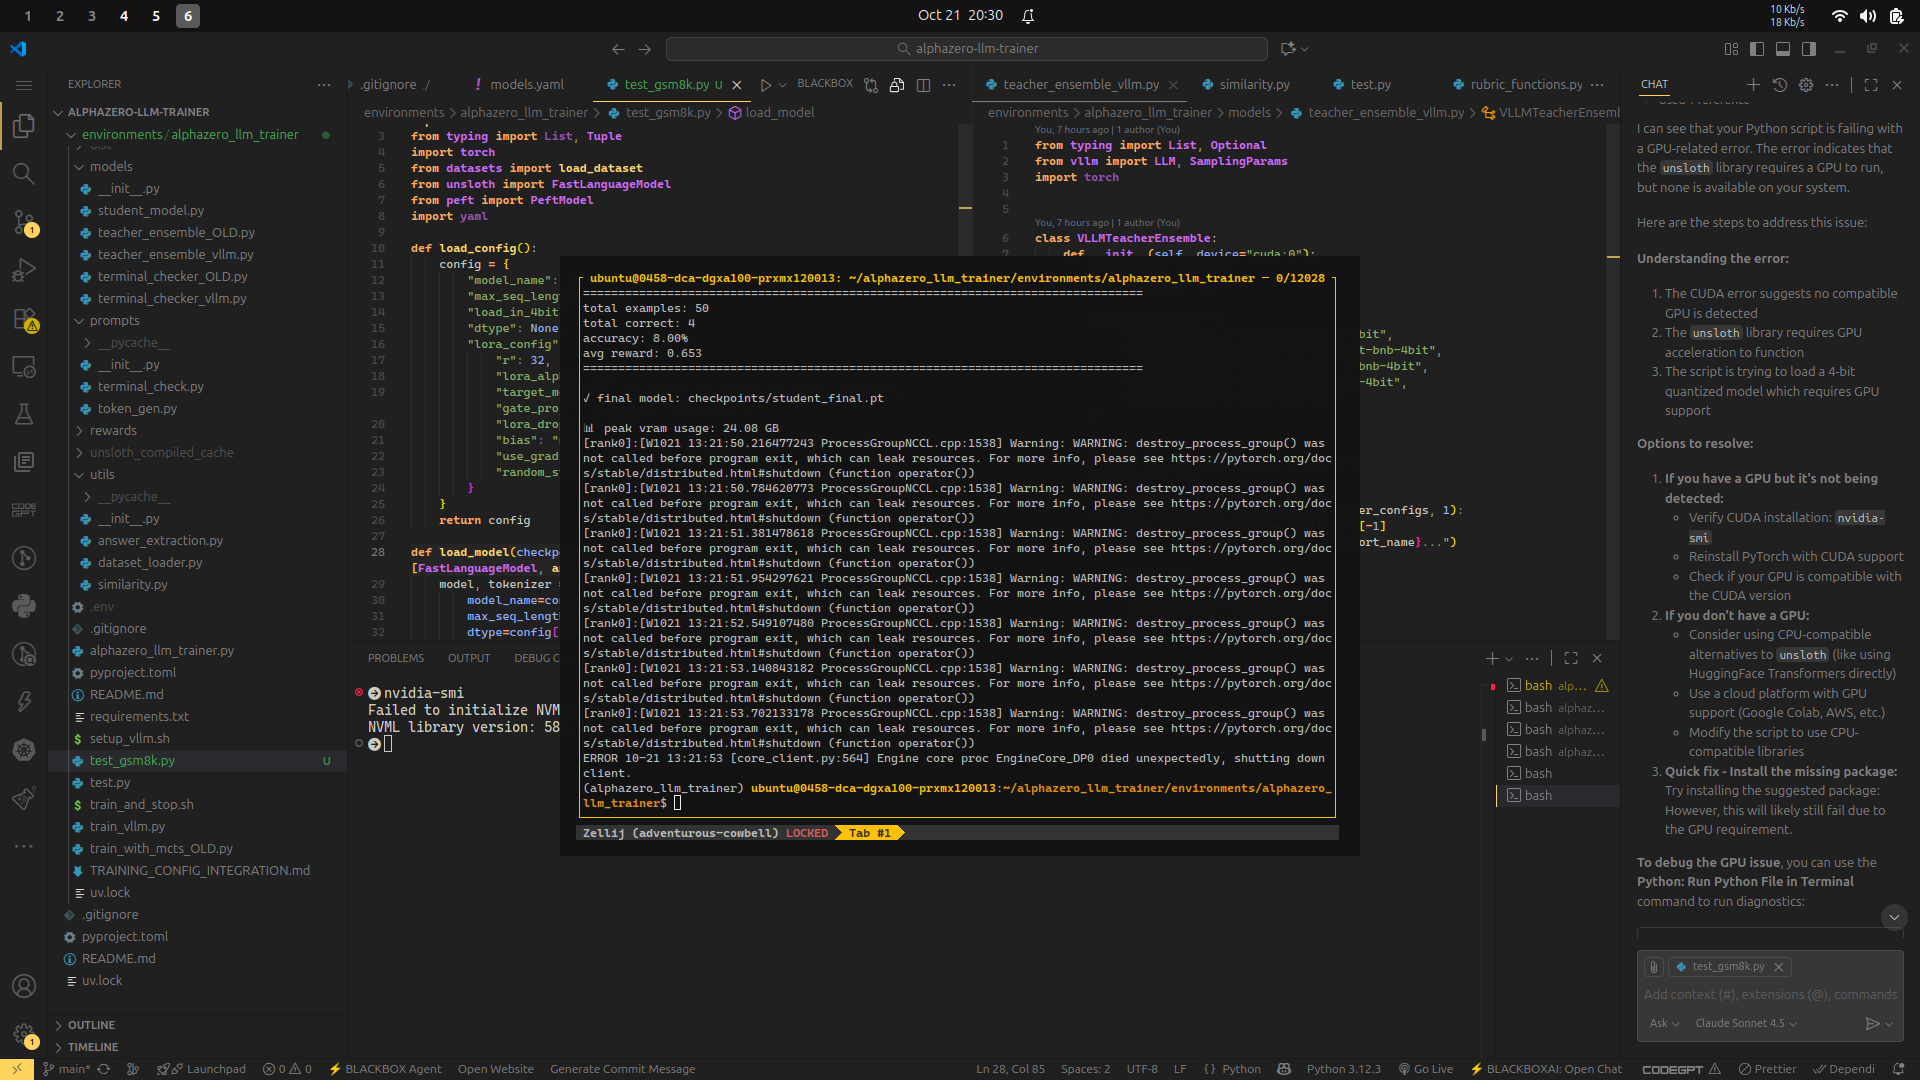 1 2 3 4 5 6
Oct 21 20:30
10 Kb/s
18 Kb/s
alphazero-llm-trainer
EXPLORER
ALPHAZERO-LLM-TRAINER
environments / alphazero_llm_trainer
models
__init__.py
student_model.py
teacher_ensemble_OLD.py
teacher_ensemble_vllm.py
terminal_checker_OLD.py
terminal_checker_vllm.py
prompts
__pycache__
__init__.py
terminal_check.py
token_gen.py
rewards
unsloth_compiled_cache
utils
__pycache__
__init__.py
answer_extraction.py
dataset_loader.py
similarity.py
.env
.gitignore
alphazero_llm_trainer.py
pyproject.toml
README.md
requirements.txt
setup_vllm.sh
test_gsm8k.py U
test.py
train_and_stop.sh
train_vllm.py
train_with_mcts_OLD.py
TRAINING_CONFIG_INTEGRATION.md
uv.lock
.gitignore
pyproject.toml
README.md
uv.lock
OUTLINE
TIMELINE
.gitignore ./
models.yaml
test_gsm8k.py U
BLACKBOX
environments > alphazero_llm_trainer > test_gsm8k.py > load_model
3 from typing import List, Tuple
4 import torch
5 from datasets import load_dataset
6 from unsloth import FastLanguageModel
7 from peft import PeftModel
8 import yaml
9
10 def load_config():
11 config = {
12 "model_name":
13 "max_seq_leng
14 "load_in_4bit
15 "dtype": None
16 "lora_config"
17 "r": 32,
18 "lora_alp
19 "target_m
"gate_pro
20 "lora_dro
21 "bias": "
22 "use_grad
23 "random_s
24 }
25 }
26 return config
27
28 def load_model(checkp
[FastLanguageModel, a
29 model, tokenizer =
30 model_name=co
31 max_seq_lengt
32 dtype=config[
teacher_ensemble_vllm.py
similarity.py
test.py
rubric_functions.py
environments > alphazero_llm_trainer > models > teacher_ensemble_vllm.py > VLLMTeacherEnsemb
You, 7 hours ago | 1 author (You)
1 from typing import List, Optional
2 from vllm import LLM, SamplingParams
3 import torch
4
5
You, 7 hours ago | 1 author (You)
6 class VLLMTeacherEnsemble:
7 def __init__(self, device="cuda:0"):
bit",
t-bnb-4bit",
bnb-4bit",
-4bit",
er_configs, 1):
[-1]
ort_name}...")
ubuntu@0458-dca-dgxa100-prxmx120013: ~/alphazero_llm_trainer/environments/alphazero_llm_trainer — 0/12028
================================================================================
total examples: 50
total correct: 4
accuracy: 8.00%
avg reward: 0.653
================================================================================
✓ final model: checkpoints/student_final.pt
peak vram usage: 24.08 GB
[rank0]:[W1021 13:21:50.216477243 ProcessGroupNCCL.cpp:1538] Warning: WARNING: destroy_process_group() was
not called before program exit, which can leak resources. For more info, please see https://pytorch.org/doc
s/stable/distributed.html#shutdown (function operator())
[rank0]:[W1021 13:21:50.784620773 ProcessGroupNCCL.cpp:1538] Warning: WARNING: destroy_process_group() was
not called before program exit, which can leak resources. For more info, please see https://pytorch.org/doc
s/stable/distributed.html#shutdown (function operator())
[rank0]:[W1021 13:21:51.381478618 ProcessGroupNCCL.cpp:1538] Warning: WARNING: destroy_process_group() was
not called before program exit, which can leak resources. For more info, please see https://pytorch.org/doc
s/stable/distributed.html#shutdown (function operator())
[rank0]:[W1021 13:21:51.954297621 ProcessGroupNCCL.cpp:1538] Warning: WARNING: destroy_process_group() was
not called before program exit, which can leak resources. For more info, please see https://pytorch.org/doc
s/stable/distributed.html#shutdown (function operator())
[rank0]:[W1021 13:21:52.549107480 ProcessGroupNCCL.cpp:1538] Warning: WARNING: destroy_process_group() was
not called before program exit, which can leak resources. For more info, please see https://pytorch.org/doc
s/stable/distributed.html#shutdown (function operator())
[rank0]:[W1021 13:21:53.140843182 ProcessGroupNCCL.cpp:1538] Warning: WARNING: destroy_process_group() was
not called before program exit, which can leak resources. For more info, please see https://pytorch.org/doc
s/stable/distributed.html#shutdown (function operator())
[rank0]:[W1021 13:21:53.702133178 ProcessGroupNCCL.cpp:1538] Warning: WARNING: destroy_process_group() was
not called before program exit, which can leak resources. For more info, please see https://pytorch.org/doc
s/stable/distributed.html#shutdown (function operator())
ERROR 10-21 13:21:53 [core_client.py:564] Engine core proc EngineCore_DP0 died unexpectedly, shutting down
client.
(alphazero_llm_trainer) ubuntu@0458-dca-dgxa100-prxmx120013:~/alphazero_llm_trainer/environments/alphazero_
llm_trainer$
Zellij (adventurous-cowbell) LOCKED Tab #1
PROBLEMS OUTPUT DEBUG C
nvidia-smi
Failed to initialize NVM
NVML library version: 58
bash alp...
bash alphaz...
bash alphaz...
bash alphaz...
bash
bash
CHAT
I can see that your Python script is failing with
a GPU-related error. The error indicates that
the unsloth library requires a GPU to run,
but none is available on your system.
Here are the steps to address this issue:
Understanding the error:
1. The CUDA error suggests no compatible
GPU is detected
2. The unsloth library requires GPU
acceleration to function
3. The script is trying to load a 4-bit
quantized model which requires GPU
support
Options to resolve:
1. If you have a GPU but it's not being
detected:
Verify CUDA installation: nvidia-
smi
Reinstall PyTorch with CUDA support
Check if your GPU is compatible with
the CUDA version
2. If you don't have a GPU:
Consider using CPU-compatible
alternatives to unsloth (like using
HuggingFace Transformers directly)
Use a cloud platform with GPU
support (Google Colab, AWS, etc.)
Modify the script to use CPU-
compatible libraries
3. Quick fix - Install the missing package:
Try installing the suggested package:
However, this will likely still fail due to
the GPU requirement.
To debug the GPU issue, you can use the
Python: Run Python File in Terminal
command to run diagnostics:
test_gsm8k.py
Add context (#), extensions (@), commands
Ask Claude Sonnet 4.5
CODE
GPT
1
1
main* Launchpad 0 0 BLACKBOX Agent Open Website Generate Commit Message
Ln 28, Col 85 Spaces: 2 UTF-8 LF {} Python Python 3.12.3 Go Live BLACKBOXAI: Open Chat CODEGPT Prettier Dependi